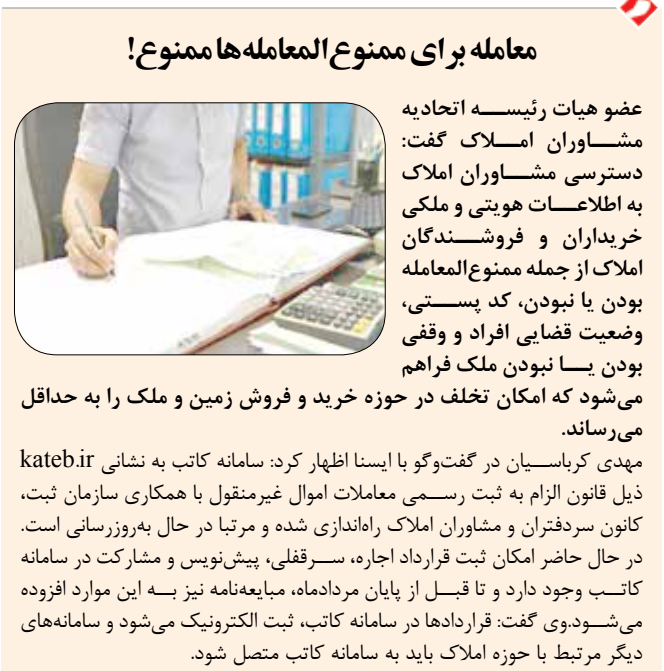 معامله برای ممنوع‌المعامله‌ها ممنوع!
عضو هیات رئیسه اتحادیه
مشاوران املاک گفت:
دسترسی مشاوران املاک
به اطلاعات هویتی و ملکی
خریداران و فروشندگان
املاک از جمله ممنوع‌المعامله
بودن یا نبودن، کد پستی،
وضعیت قضایی افراد و وقفی
بودن یا نبودن ملک فراهم
می‌شود که امکان تخلف در حوزه خرید و فروش زمین و ملک را به حداقل
می‌رساند.
مهدی کرباسیان در گفت‌وگو با ایسنا اظهار کرد: سامانه کاتب به نشانی kateb.ir
ذیل قانون الزام به ثبت رسمی معاملات اموال غیرمنقول با همکاری سازمان ثبت،
کانون سردفتران و مشاوران املاک راه‌اندازی شده و مرتبا در حال به‌روزرسانی است.
در حال حاضر امکان ثبت قرارداد اجاره، سرقفلی، پیش‌نویس و مشارکت در سامانه
کاتب وجود دارد و تا قبل از پایان مردادماه، مبایعه‌نامه نیز به این موارد افزوده
می‌شود.وی گفت: قراردادها در سامانه کاتب، ثبت الکترونیک می‌شود و سامانه‌های
دیگر مرتبط با حوزه املاک باید به سامانه کاتب متصل شود.